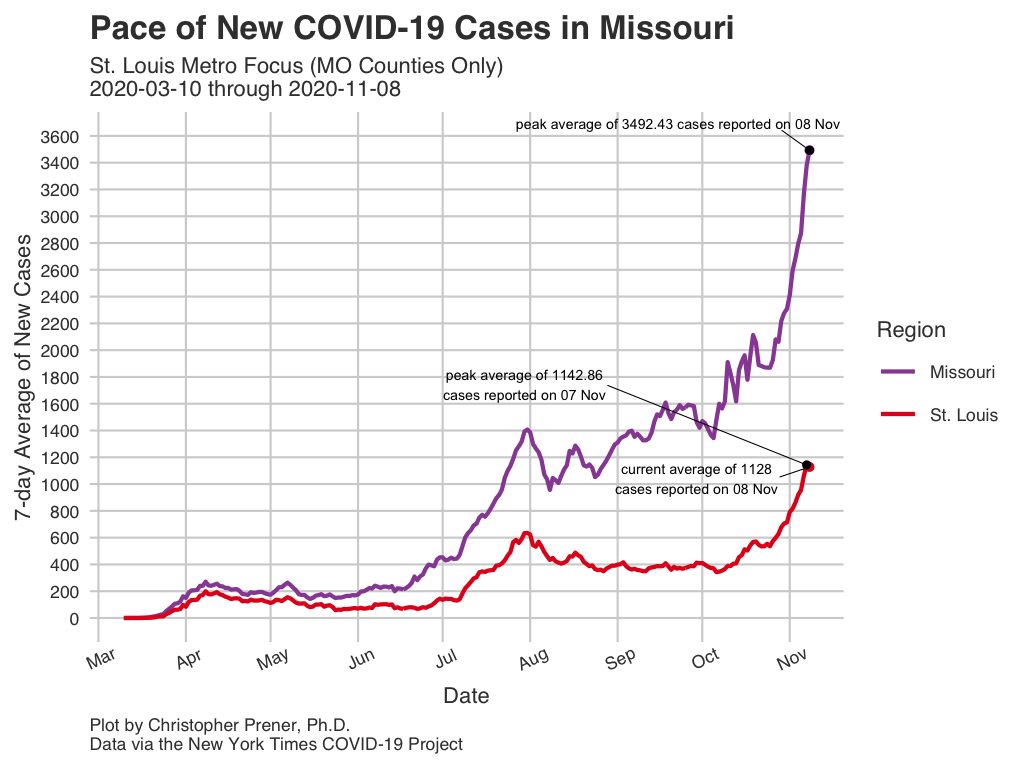 Pace of New COVID-19 Cases in Missouri
St. Louis Metro Focus (MO Counties Only)
2020-03-10 through 2020-11-08
peak average of 3492.43 cases reported on 08 Nov
3600
3400
3200
3000
2800
2600
2400
2200
2000
1800
1600
1400
1200
1000
800
600
400
200
0
7-day Average of New Cases
peak average of 1142.86
cases reported on 07 Nov
current average of 1128
cases reported on 08 Nov
Region
Missouri
St. Louis
Mar
Apr
May
Jun
Jul
Aug
Sep
Oct
Nov
Date
Plot by Christopher Prener, Ph.D.
Data via the New York Times COVID-19 Project